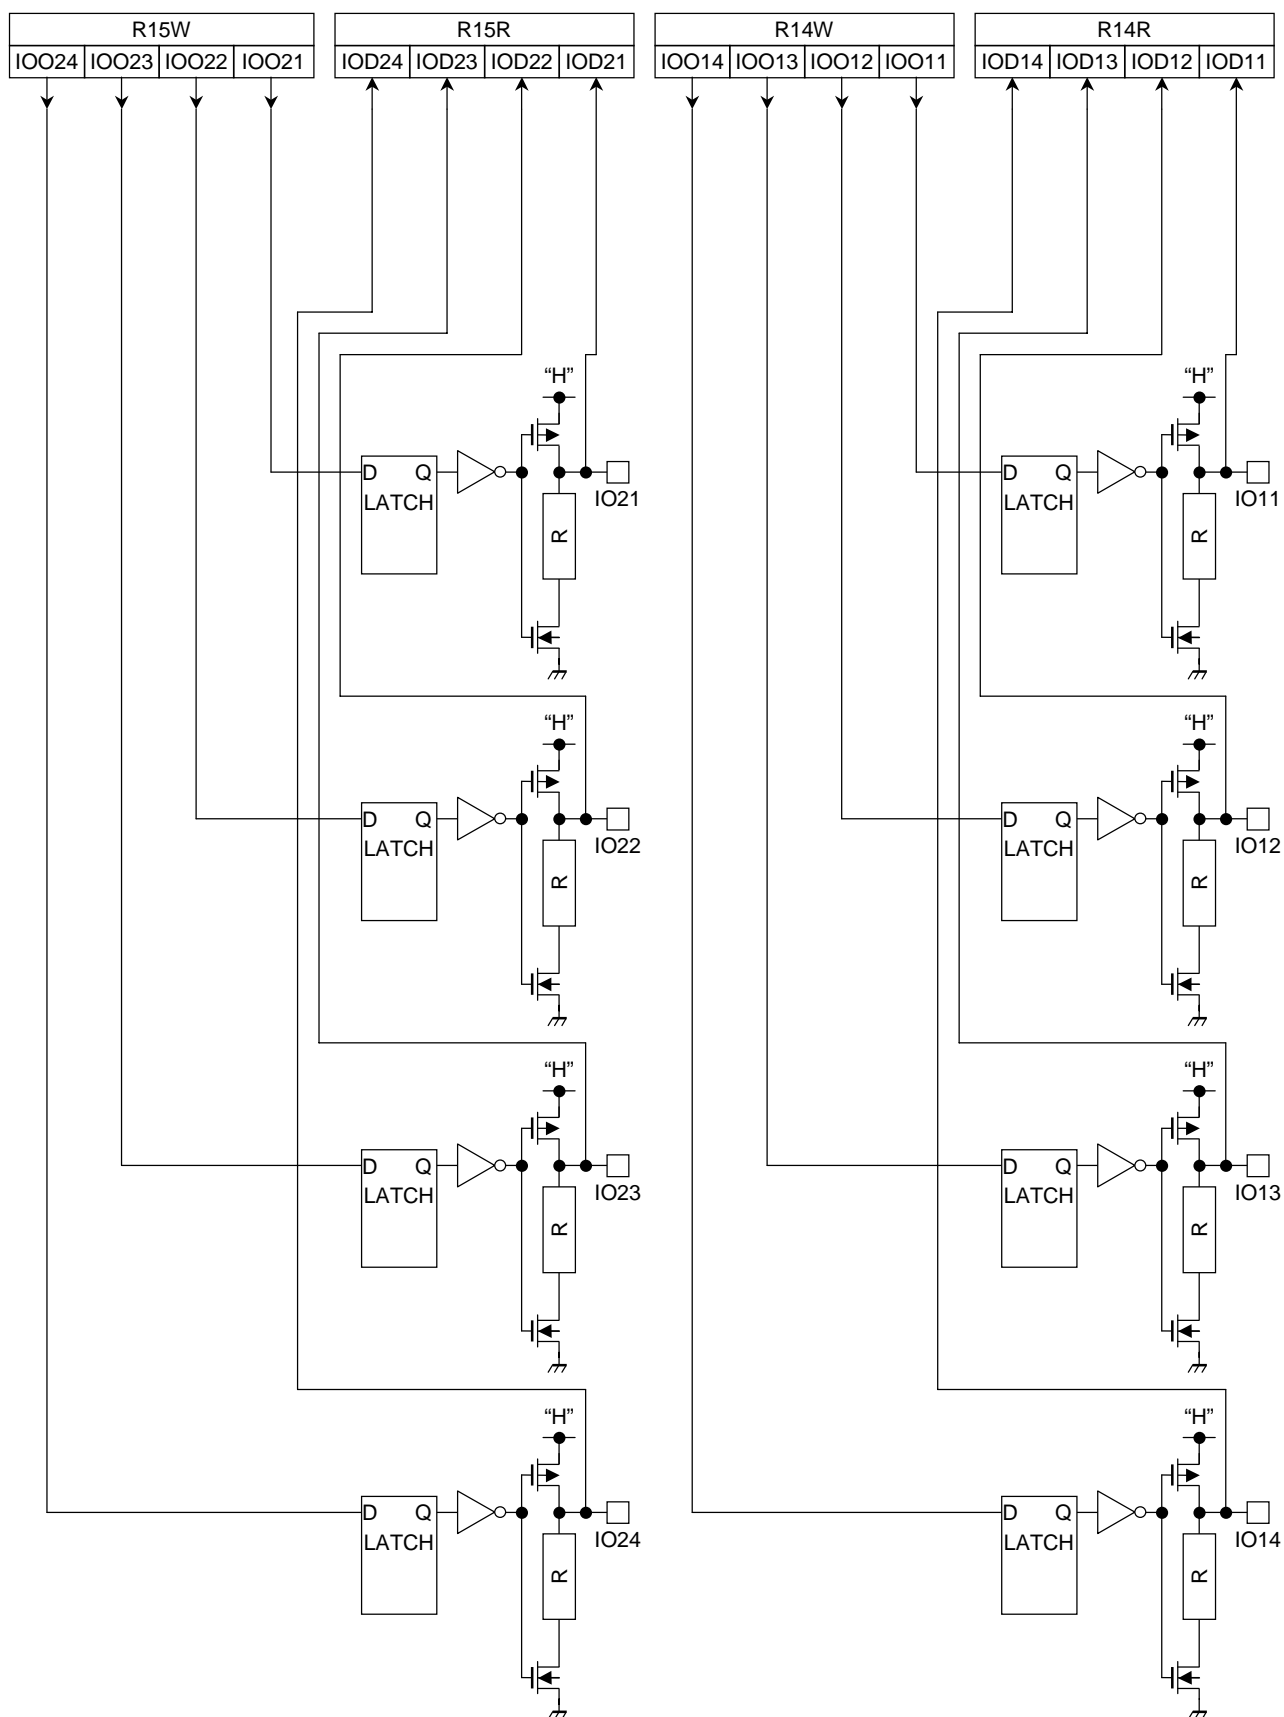 R15W R15R R14W R14R
IOO24 IOO23 IOO22 IOO21 IOD24 IOD23 IOD22 IOD21 IOO14 IOO13 IOO12 IOO11 IOD14 IOD13 IOD12 IOD11
“H” “H”
D Q D Q
LATCH IO21 LATCH IO11
R R
“H” “H”
D Q D Q
LATCH IO22 LATCH IO12
R R
“H” “H”
D Q D Q
LATCH IO23 LATCH IO13
R R
“H” “H”
D Q D Q
LATCH IO24 LATCH IO14
R R